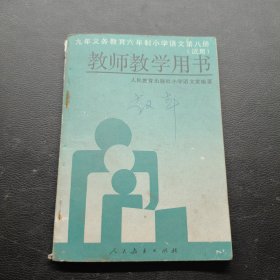 九年义务教育六年制小学语文第八册
(试用)
教师教学用书
人民教育出版社小学语文室编著
人民教育出版社